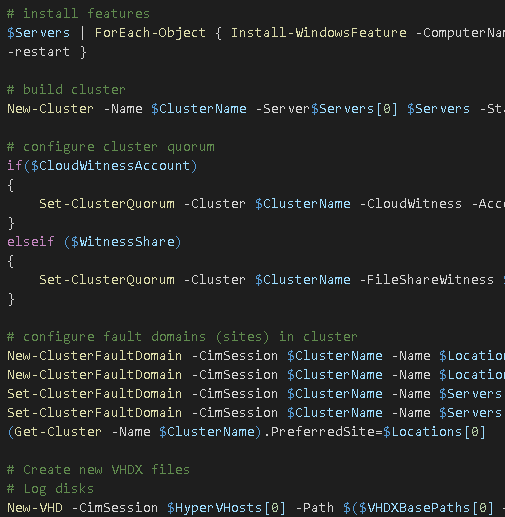 # install features
$Servers | ForEach-Object { Install-WindowsFeature -ComputerNam
-restart }
# build cluster
New-Cluster -Name $ClusterName -Server$Servers[0] $Servers -Sta
# configure cluster quorum
if($CloudWitnessAccount)
{
Set-ClusterQuorum -Cluster $ClusterName -CloudWitness -Acco
}
elseif ($WitnessShare)
{
Set-ClusterQuorum -Cluster $ClusterName -FileShareWitness $
}
# configure fault domains (sites) in cluster
New-ClusterFaultDomain -CimSession $ClusterName -Name $Location
New-ClusterFaultDomain -CimSession $ClusterName -Name $Location
Set-ClusterFaultDomain -CimSession $ClusterName -Name $Servers
Set-ClusterFaultDomain -CimSession $ClusterName -Name $Servers
(Get-Cluster -Name $ClusterName).PreferredSite=$Locations[0]
# Create new VHDX files
# Log disks
New-VHD -CimSession $HyperVHosts[0] -Path $($VHDXBasePaths[0] -